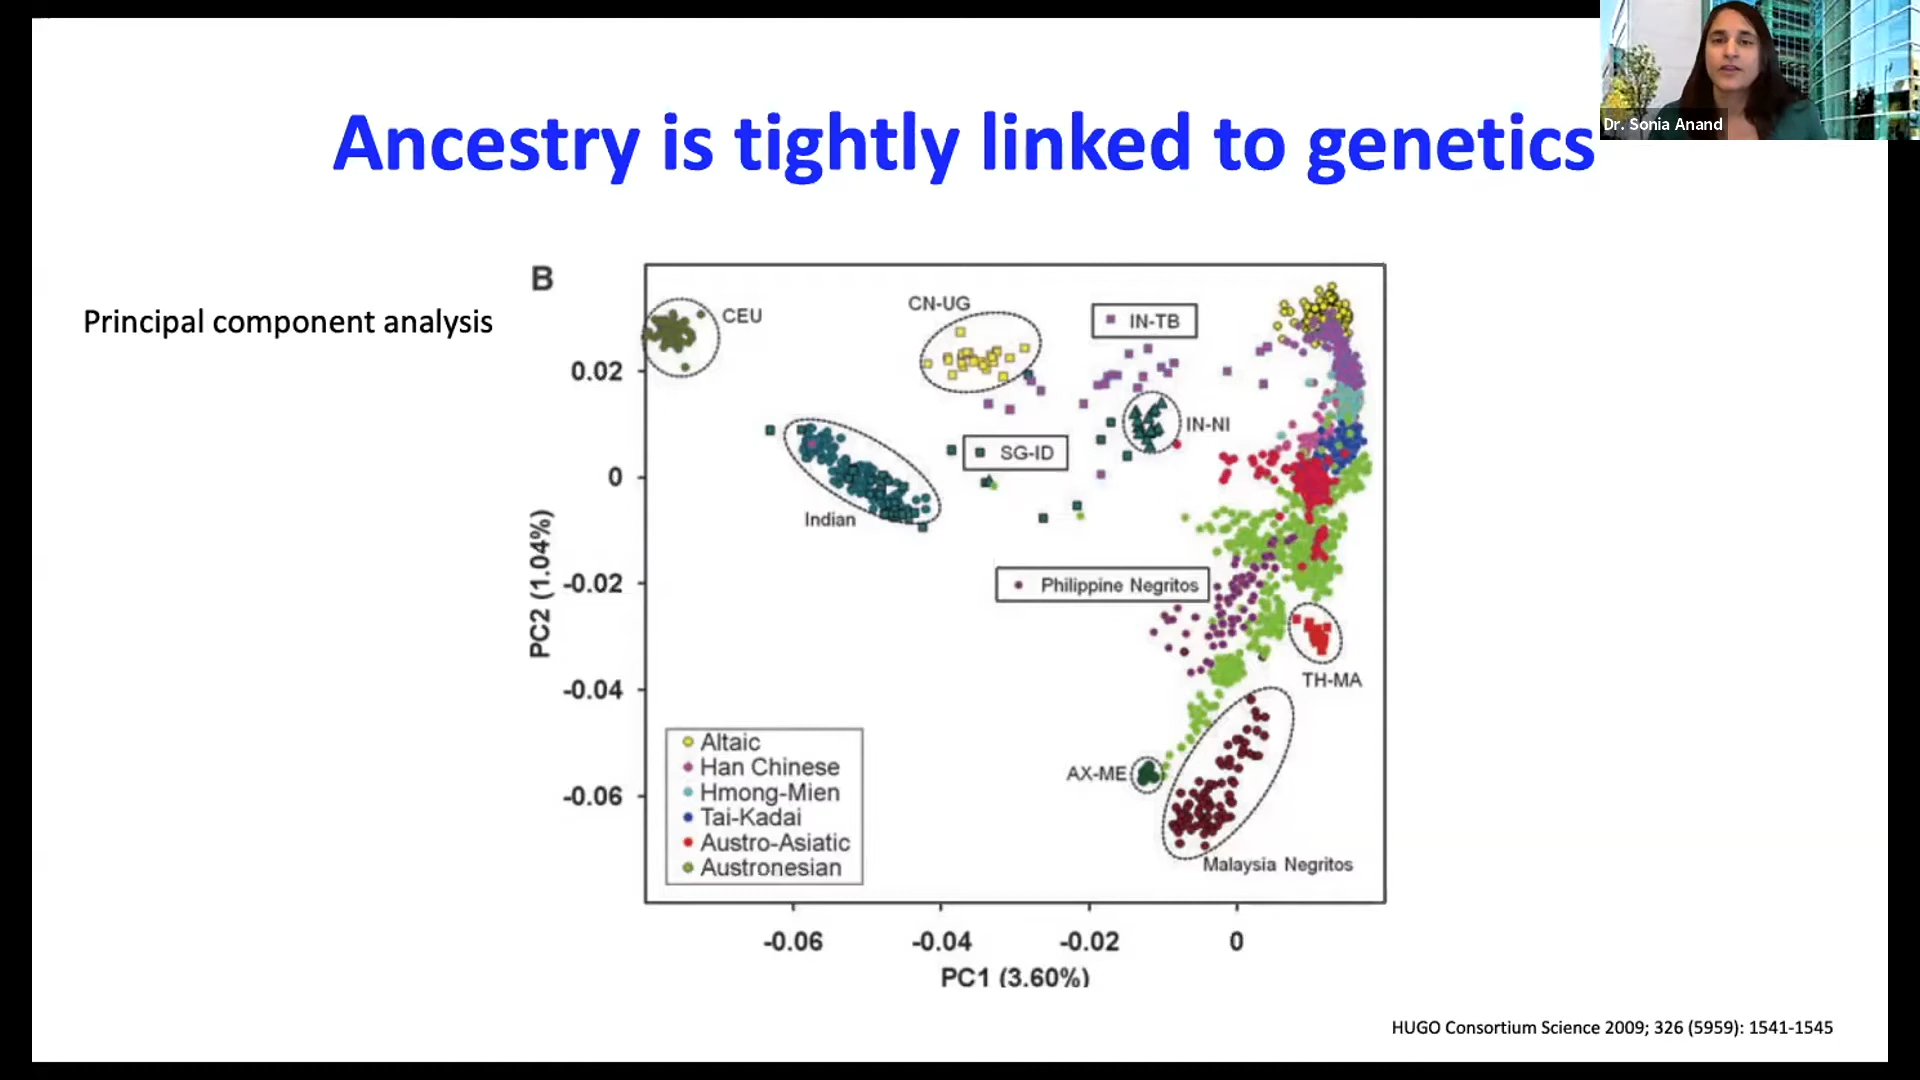 Dr. Sonia Anand
Ancestry is tightly linked to genetics
Principal component analysis
B
CEU
CN-UG
IN-TB
0.02
IN-NI
SG-ID
0
Indian
PC2 (1.04%)
-0.02
Philippine Negritos
TH-MA
-0.04
Altaic
Han Chinese
Hmong-Mien
Tai-Kadai
Austro-Asiatic
Austronesian
AX-ME
-0.06
Malaysia Negritos
-0.06
-0.04
-0.02
0
PC1 (3.60%)
HUGO Consortium Science 2009; 326 (5959): 1541-1545